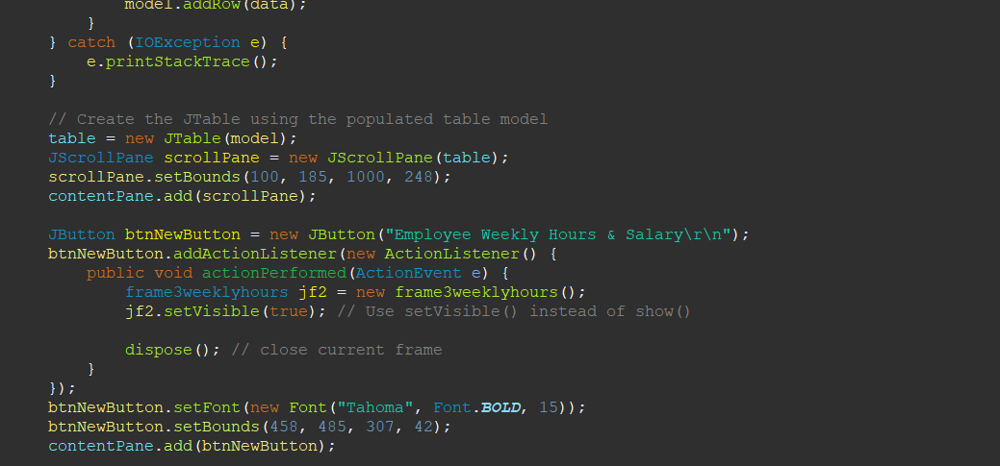 model.addRow(data);
}
} catch (IOException e) {
e.printStackTrace();
}
// Create the JTable using the populated table model
table = new JTable(model);
JScrollPane scrollPane = new JScrollPane(table);
scrollPane.setBounds(100, 185, 1000, 248);
contentPane.add(scrollPane);
JButton btnNewButton = new JButton("Employee Weekly Hours & Salary\r\n");
btnNewButton.addActionListener(new ActionListener() {
public void actionPerformed(ActionEvent e) {
frame3weeklyhours jf2 = new frame3weeklyhours();
jf2.setVisible(true); // Use setVisible() instead of show()
dispose(); // close current frame
}
});
btnNewButton.setFont(new Font("Tahoma", Font.BOLD, 15));
btnNewButton.setBounds(458, 485, 307, 42);
contentPane.add(btnNewButton);